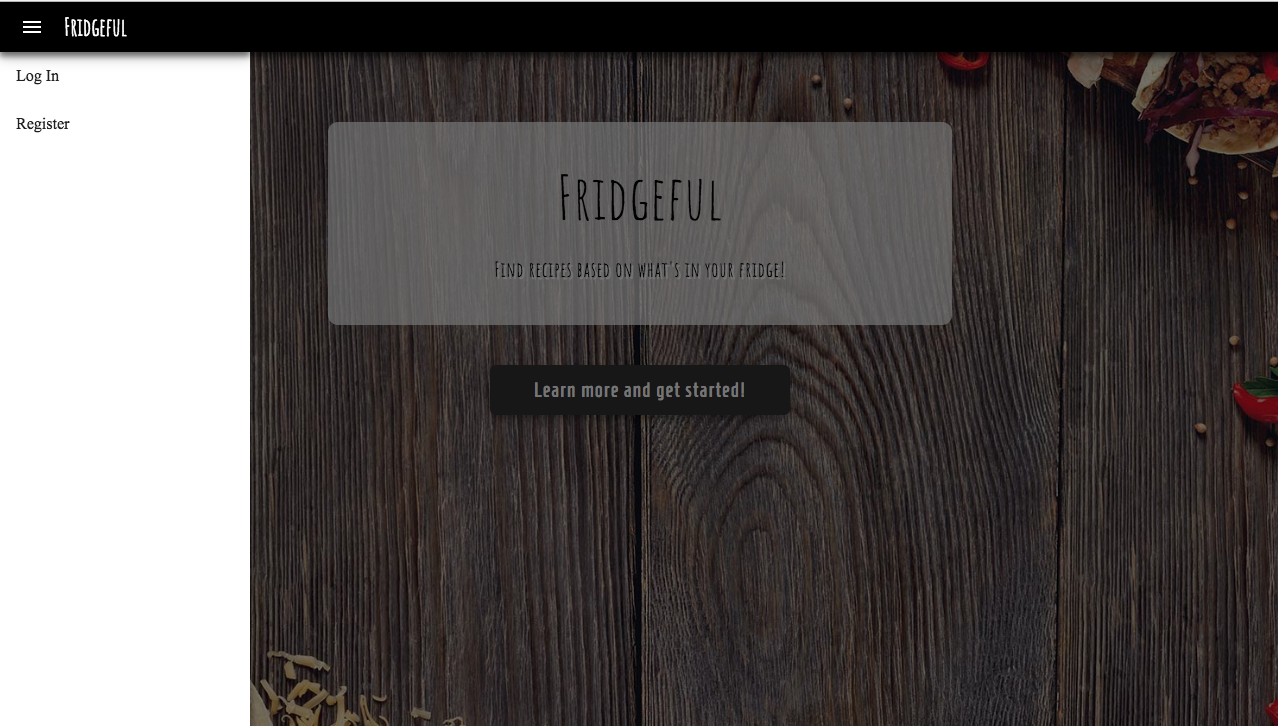 Fridgeful
Log In
Register
Fridgeful
Find recipes based on what's in your fridge!
Learn more and get started!